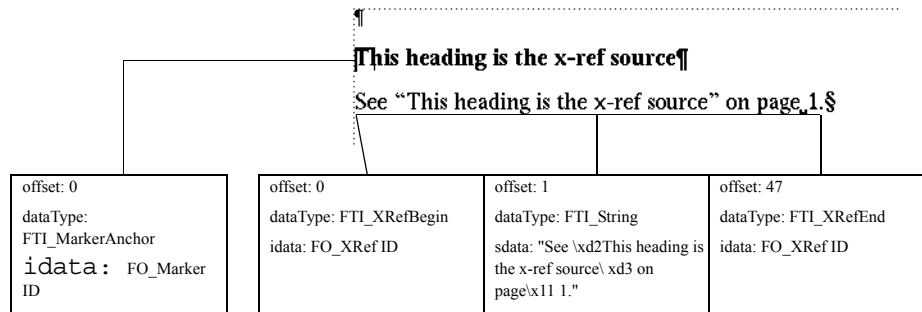 ¶
This heading is the x-ref source¶
See “This heading is the x-ref source” on page␣1.§
offset: 0
dataType:
FTI_MarkerAnchor
idata: FO_Marker
ID
offset: 0
dataType: FTI_XRefBegin
idata: FO_XRef ID
offset: 1
dataType: FTI_String
sdata: "See \xd2This heading is
the x-ref source\ xd3 on
page\x11 1."
offset: 47
dataType: FTI_XRefEnd
idata: FO_XRef ID